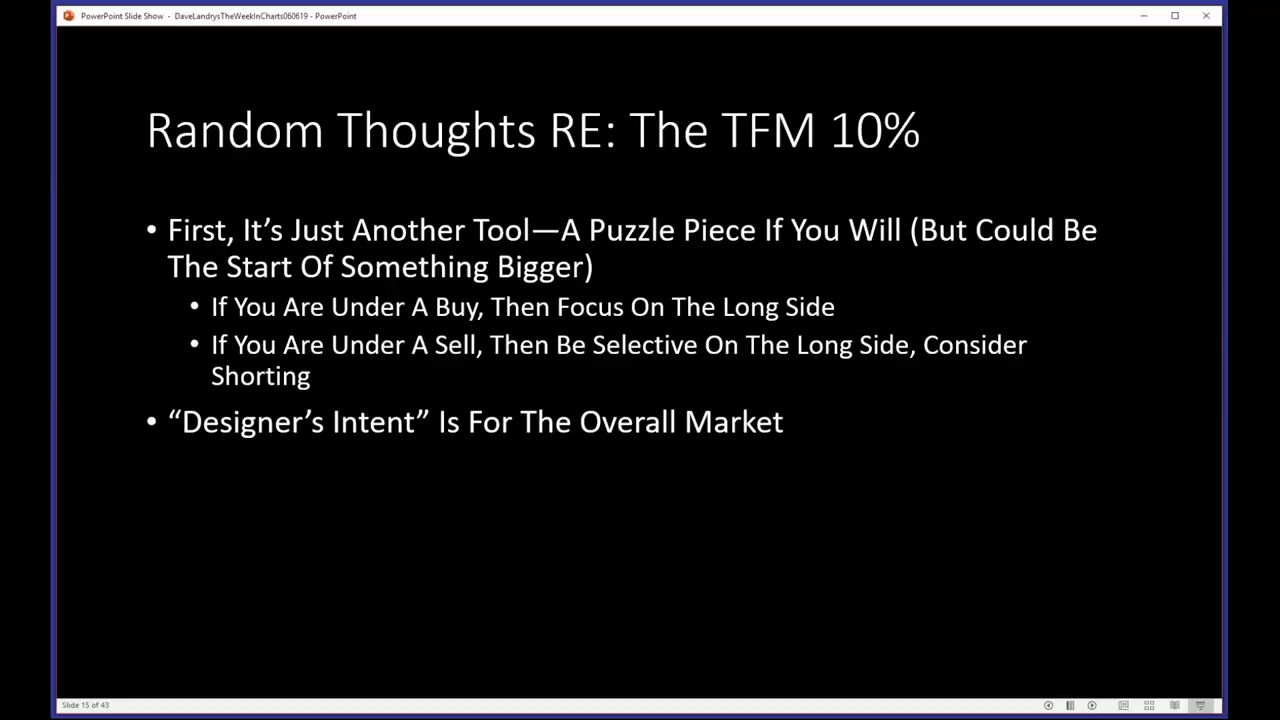 PowerPoint Slide Show - DaveLandrysTheWeekInCharts060619 - PowerPoint
Random Thoughts RE: The TFM 10%
• First, It’s Just Another Tool—A Puzzle Piece If You Will (But Could Be
The Start Of Something Bigger)
• If You Are Under A Buy, Then Focus On The Long Side
• If You Are Under A Sell, Then Be Selective On The Long Side, Consider
Shorting
• “Designer’s Intent” Is For The Overall Market
Slide 15 of 43